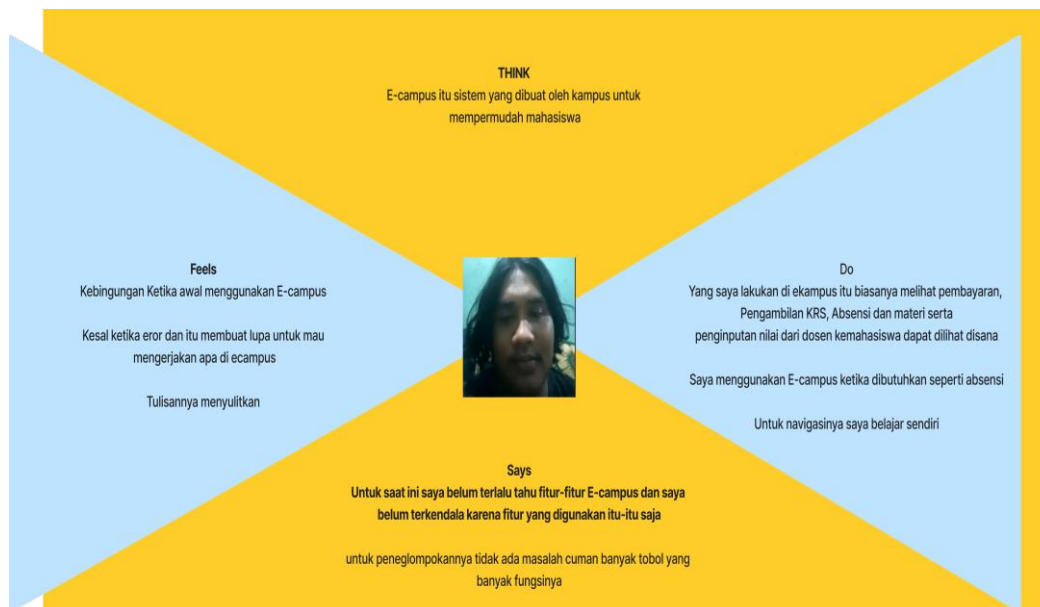 THINK
E-campus itu sistem yang dibuat oleh kampus untuk
mempermudah mahasiswa
Feels
Kebingungan Ketika awal menggunakan E-campus
Kesal ketika eror dan itu membuat lupa untuk mau
mengerjakan apa di ecampus
Tulisannya menyulitkan
Do
Yang saya lakukan di ekampus itu biasanya melihat pembayaran,
Pengambilan KRS, Absensi dan materi serta
penginputan nilai dari dosen kemahasiswa dapat dilihat disana
Saya menggunakan E-campus ketika dibutuhkan seperti absensi
Untuk navigasinya saya belajar sendiri
Says
Untuk saat ini saya belum terlalu tahu fitur-fitur E-campus dan saya
belum terkendala karena fitur yang digunakan itu-itu saja
untuk peneglompokannya tidak ada masalah cuman banyak tobol yang
banyak fungsinya